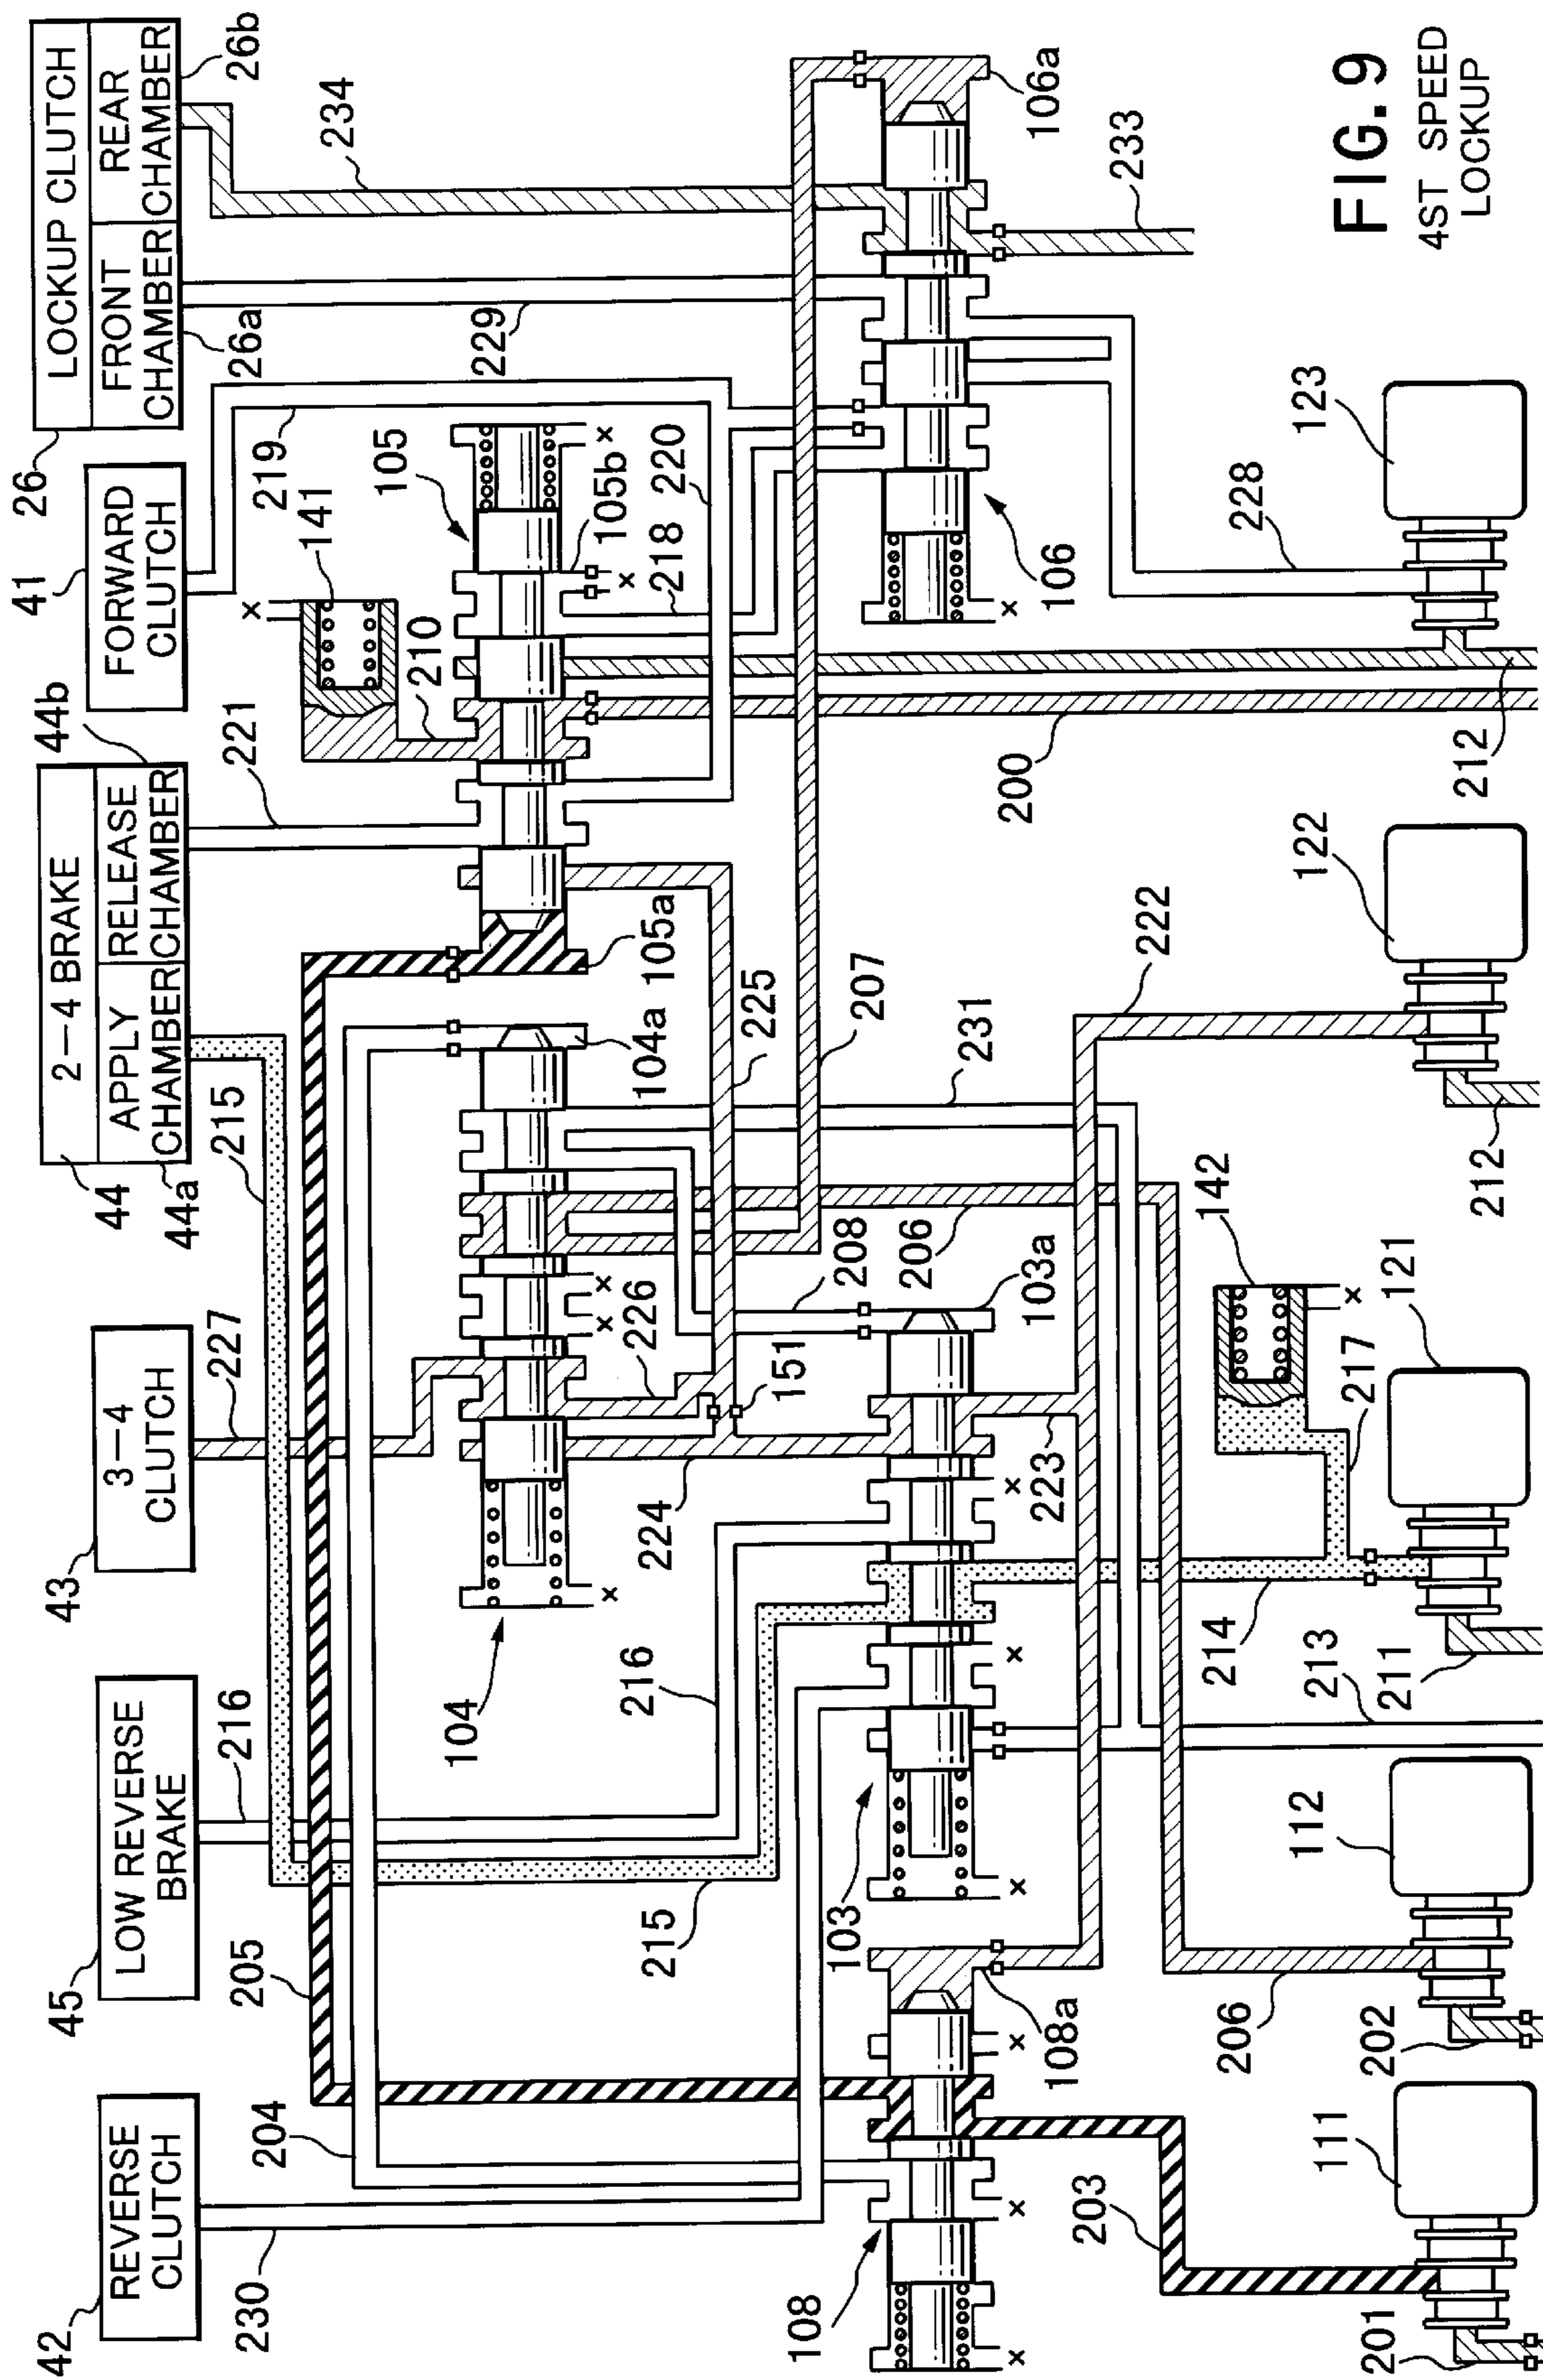 42
REVERSE
CLUTCH
45
LOW REVERSE
BRAKE
43
3-4
CLUTCH
44
2-4 BRAKE
APPLY
CHAMBER
RELEASE
CHAMBER
44a
44b
41
FORWARD
CLUTCH
26
LOCKUP CLUTCH
FRONT
CHAMBER
REAR
CHAMBER
26a
26b
230
204
205
216
227
215
221
219
141
229
234
210
105
105a
105b
x
x
x
104
104a
x
x
x
226
225
218
220
207
231
208
206
151
224
223
216
215
103
103a
x
x
x
108
108a
x
x
x
106
106a
x
233
203
206
213
214
217
142
x
222
200
212
228
201
111
202
112
211
121
212
122
123
FIG. 9
4ST SPEED
LOCKUP